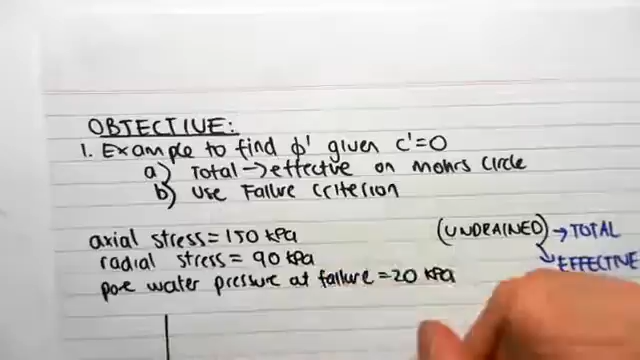 OBJECTIVE:
1. Example to find φ' given c'=0
a) Total → effective on mohrs circle
b) Use Failure criterion
axial stress = 150 kPa
(UNDRAINED) → TOTAL
radial stress = 90 kPa
↳ EFFECTIVE
pore water pressure at failure = 20 kPa